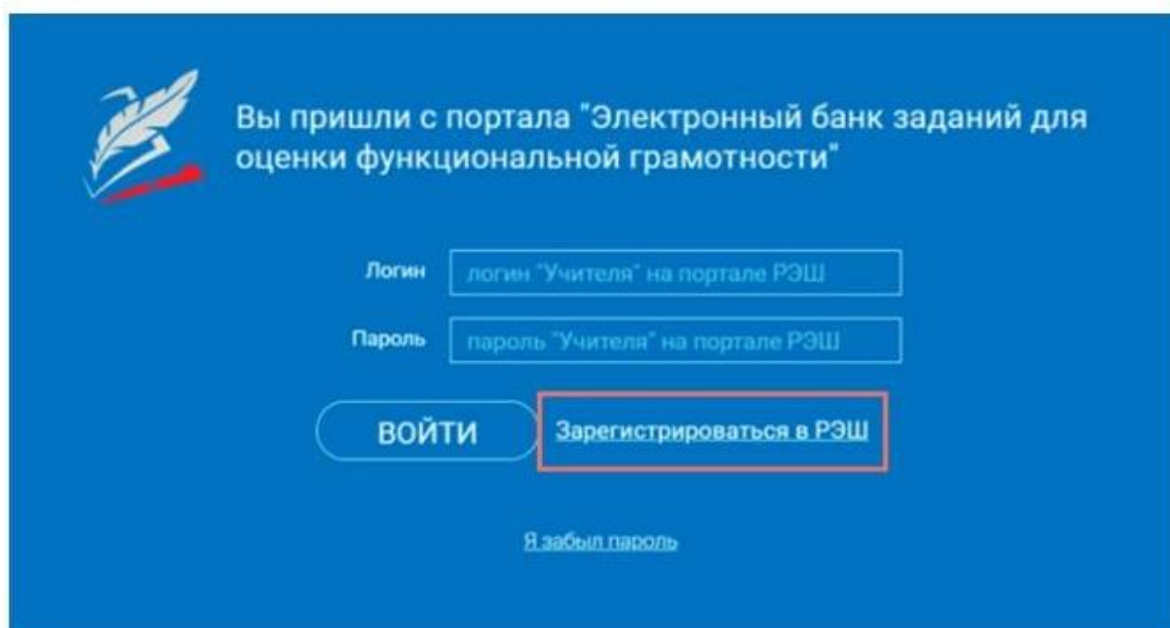 Вы пришли с портала "Электронный банк заданий для
оценки функциональной грамотности"
Логин логин "Учителя" на портале РЭШ
Пароль пароль "Учителя" на портале РЭШ
ВОЙТИ Зарегистрироваться в РЭШ
Я забыл пароль